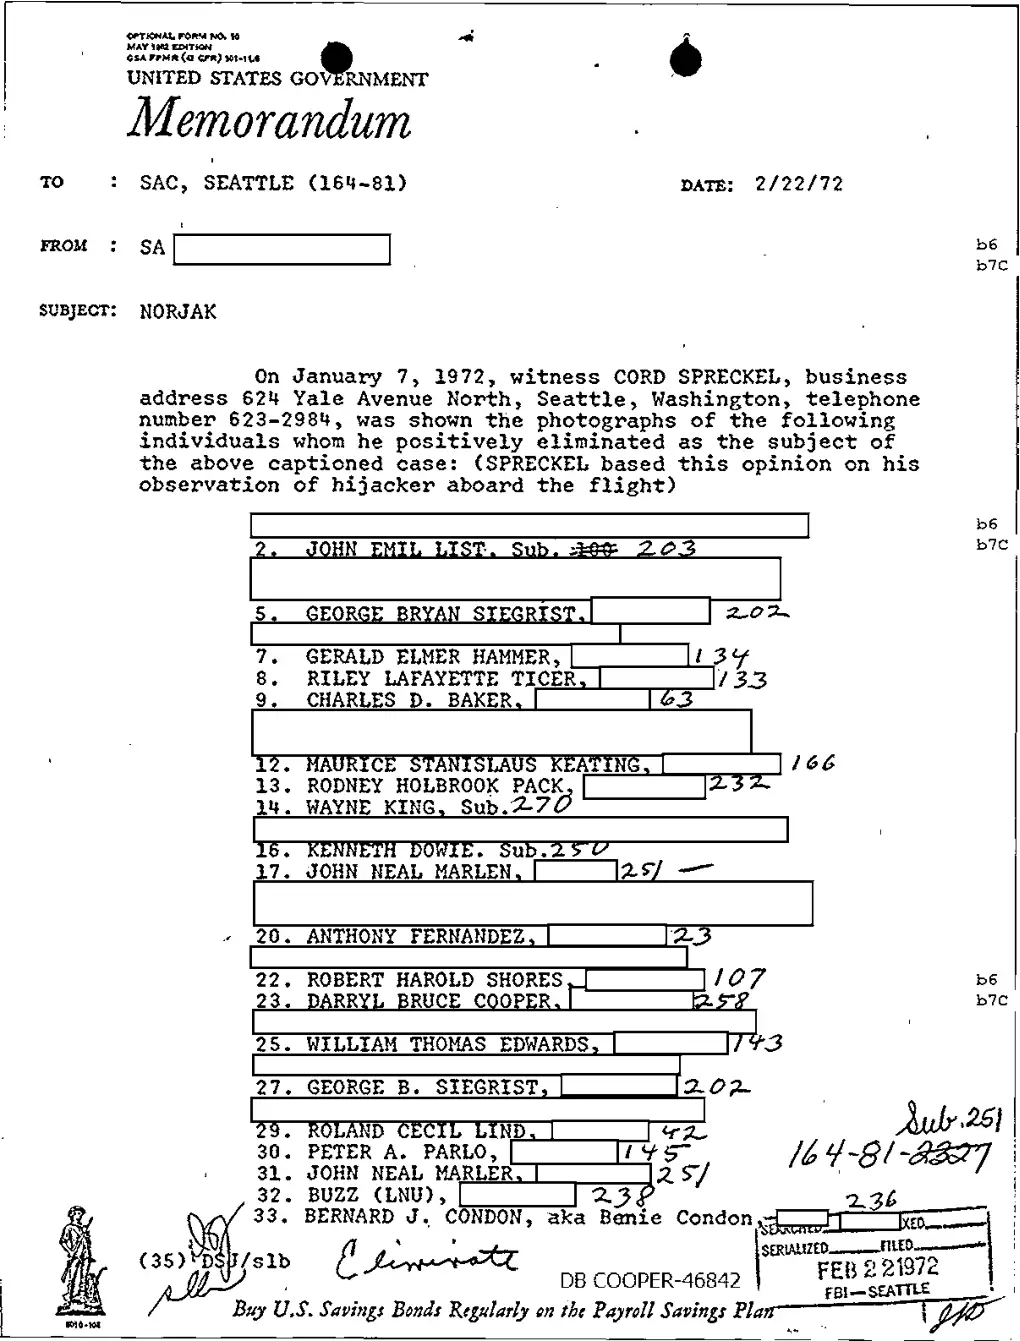 OPTIONAL FORM NO. 10
MAY 1962 EDITION
GSA FPMR (41 CFR) 101-11.6
UNITED STATES GOVERNMENT
Memorandum
TO : SAC, SEATTLE (164-81) DATE: 2/22/72
FROM : SA b6
b7C
SUBJECT: NORJAK
On January 7, 1972, witness CORD SPRECKEL, business
address 624 Yale Avenue North, Seattle, Washington, telephone
number 623-2984, was shown the photographs of the following
individuals whom he positively eliminated as the subject of
the above captioned case: (SPRECKEL based this opinion on his
observation of hijacker aboard the flight)
b6
b7C
2. JOHN EMIL LIST. Sub. 203
5. GEORGE BRYAN SIEGRIST, 202
7. GERALD ELMER HAMMER, 134
8. RILEY LAFAYETTE TICER, 133
9. CHARLES D. BAKER, 63
12. MAURICE STANISLAUS KEATING, 166
13. RODNEY HOLBROOK PACK, 232
14. WAYNE KING, Sub. 270
16. KENNETH DOWIE. Sub. 250
17. JOHN NEAL MARLEN, 251 —
20. ANTHONY FERNANDEZ, 23
22. ROBERT HAROLD SHORES, 107 b6
23. DARRYL BRUCE COOPER, 258 b7C
25. WILLIAM THOMAS EDWARDS, 143
27. GEORGE B. SIEGRIST, 202
29. ROLAND CECIL LIND, 42
30. PETER A. PARLO, 145
31. JOHN NEAL MARLER, 251
32. BUZZ (LNU), 238
33. BERNARD J. CONDON, aka Benie Condon, 236
Sub. 251
164-81-2327
SERIALIZED FILED
FEB 22 1972
FBI—SEATTLE
(35) DSJ/slb
Eliminate
DB COOPER-46842
Buy U.S. Savings Bonds Regularly on the Payroll Savings Plan
5010-108